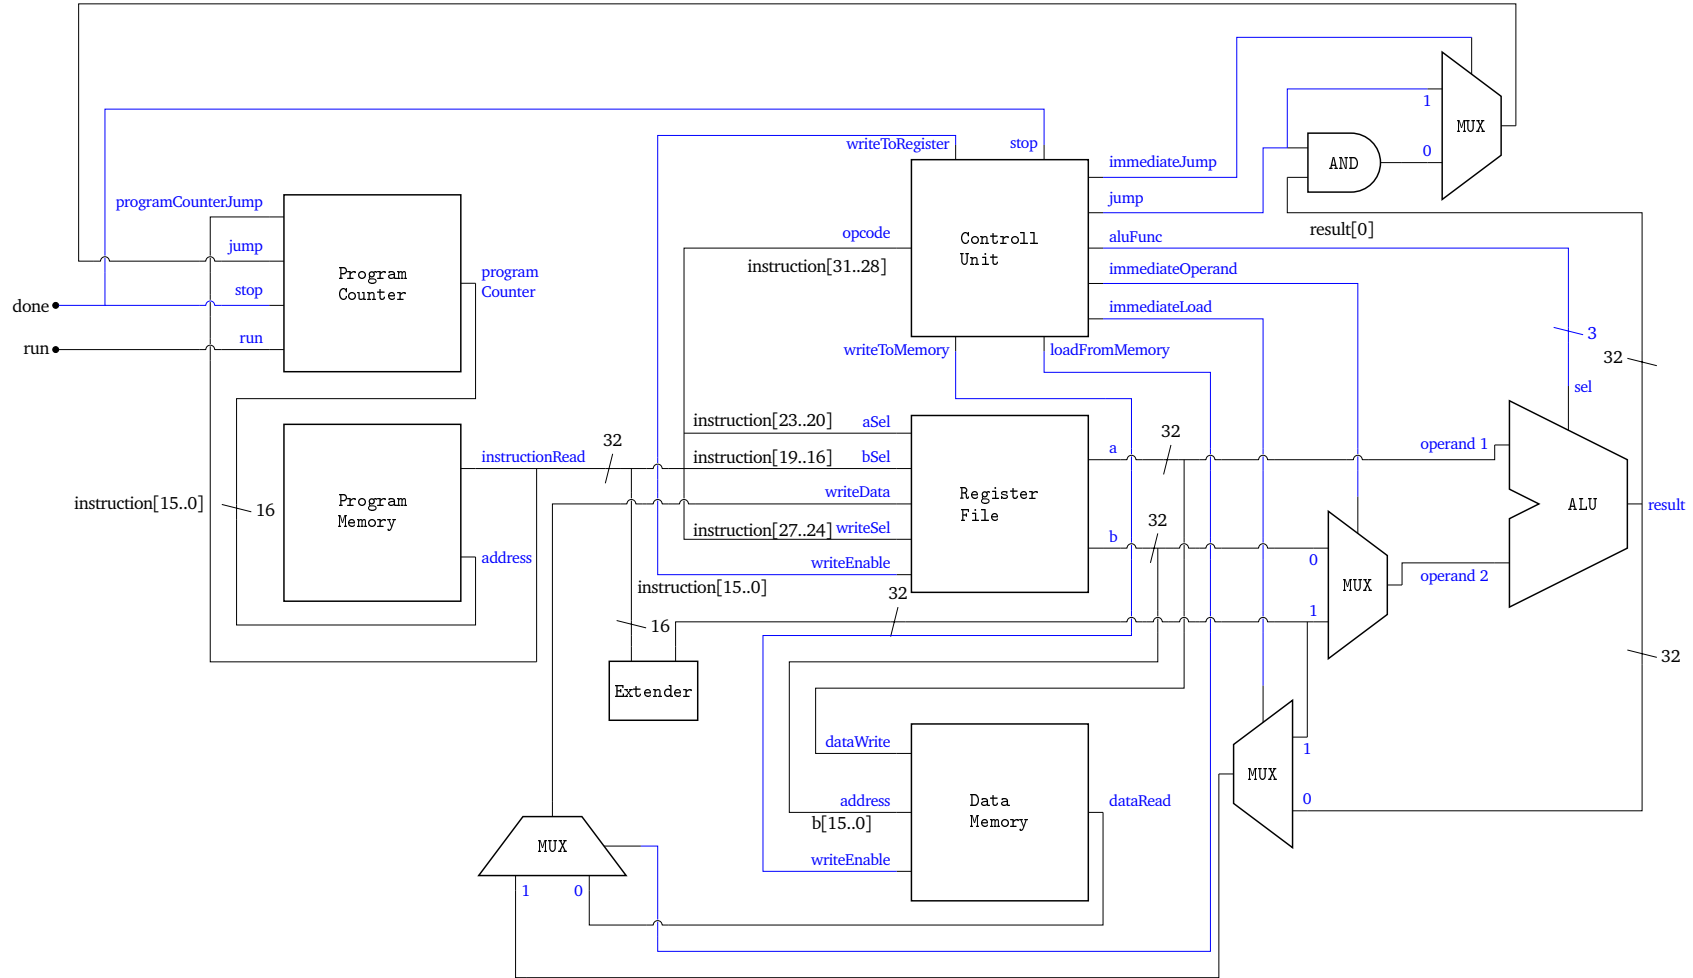 writeToRegister
stop
immediateJump
1
MUX
AND
0
programCounterJump
jump
opcode
instruction[31..28]
Controll
Unit
aluFunc
result[0]
jump
immediateOperand
Program
Counter
program
Counter
stop
done
immediateLoad
run
run
writeToMemory
loadFromMemory
3
32
sel
instruction[23..20]
aSel
a
32
operand 1
instructionRead
32
instruction[19..16]
bSel
writeData
Register
File
Program
Memory
instruction[15..0]
16
ALU
result
instruction[27..24]
writeSel
b
32
address
writeEnable
0
MUX
operand 2
instruction[15..0]
32
1
16
32
Extender
dataWrite
1
MUX
address
b[15..0]
Data
Memory
dataRead
0
MUX
writeEnable
1
0